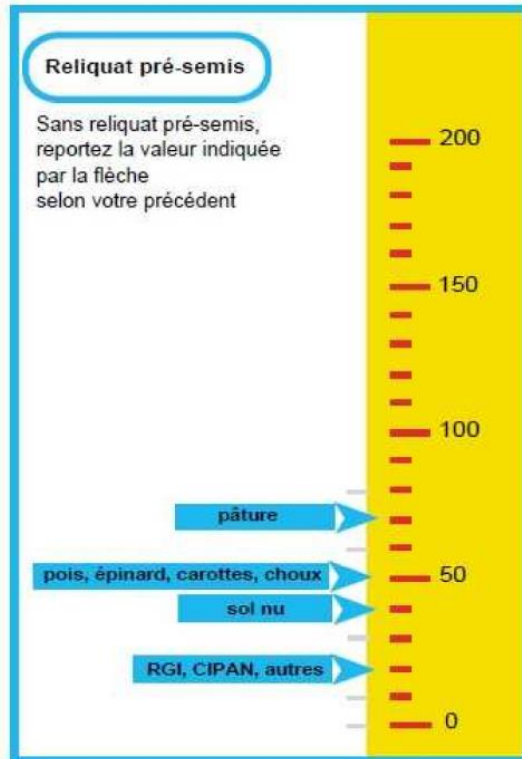 Reliquat pré-semis
Sans reliquat pré-semis,
reportez la valeur indiquée
par la flèche
selon votre précédent
200
150
100
pâture
pois, épinard, carottes, choux
50
sol nu
RGI, CIPAN, autres
0